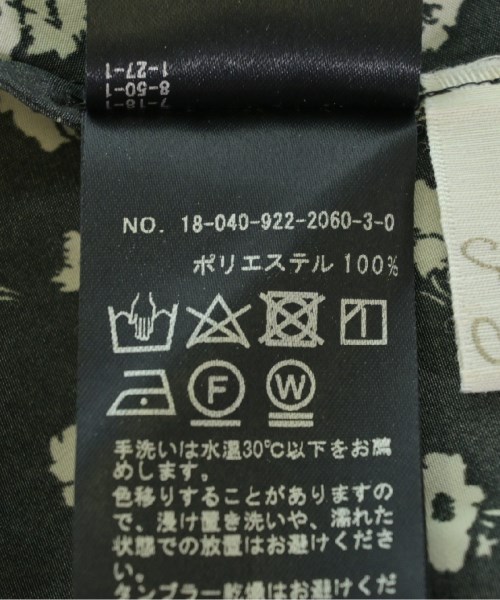 1-27-1
8-50-1
7-18-1
NO. 18-040-922-2060-3-0
ポリエステル 100%
F
W
手洗いは水温30℃以下をお薦
めします。
色移りすることがありますの
で、浸け置き洗いや、濡れた
状態での放置はお避けくださ
い。
タンブラー乾燥はお避けくだ